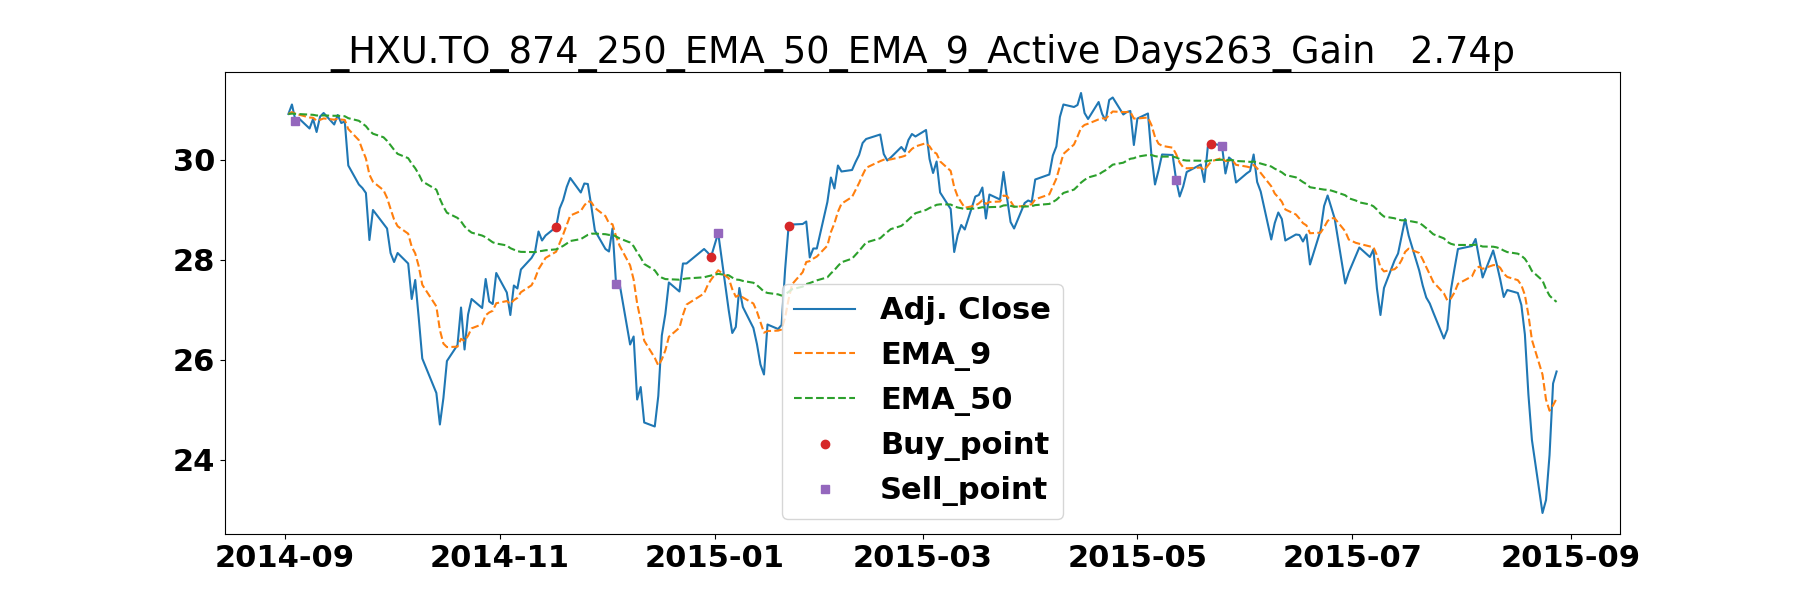 _HXU.TO_874_250_EMA_50_EMA_9_Active Days263_Gain   2.74p
30
28
26
24
Adj. Close
EMA_9
EMA_50
Buy_point
Sell_point
2014-09 2014-11 2015-01 2015-03 2015-05 2015-07 2015-09